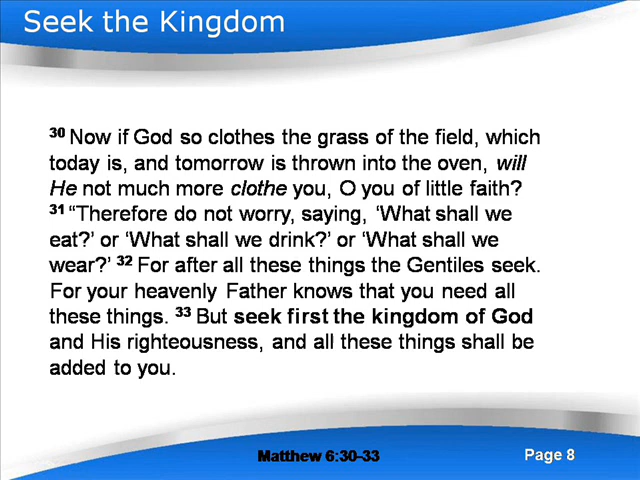 Seek the Kingdom
30 Now if God so clothes the grass of the field, which
today is, and tomorrow is thrown into the oven, will
He not much more clothe you, O you of little faith?
31 “Therefore do not worry, saying, ‘What shall we
eat?’ or ‘What shall we drink?’ or ‘What shall we
wear?’ 32 For after all these things the Gentiles seek.
For your heavenly Father knows that you need all
these things. 33 But seek first the kingdom of God
and His righteousness, and all these things shall be
added to you.
Matthew 6:30-33
Page 8